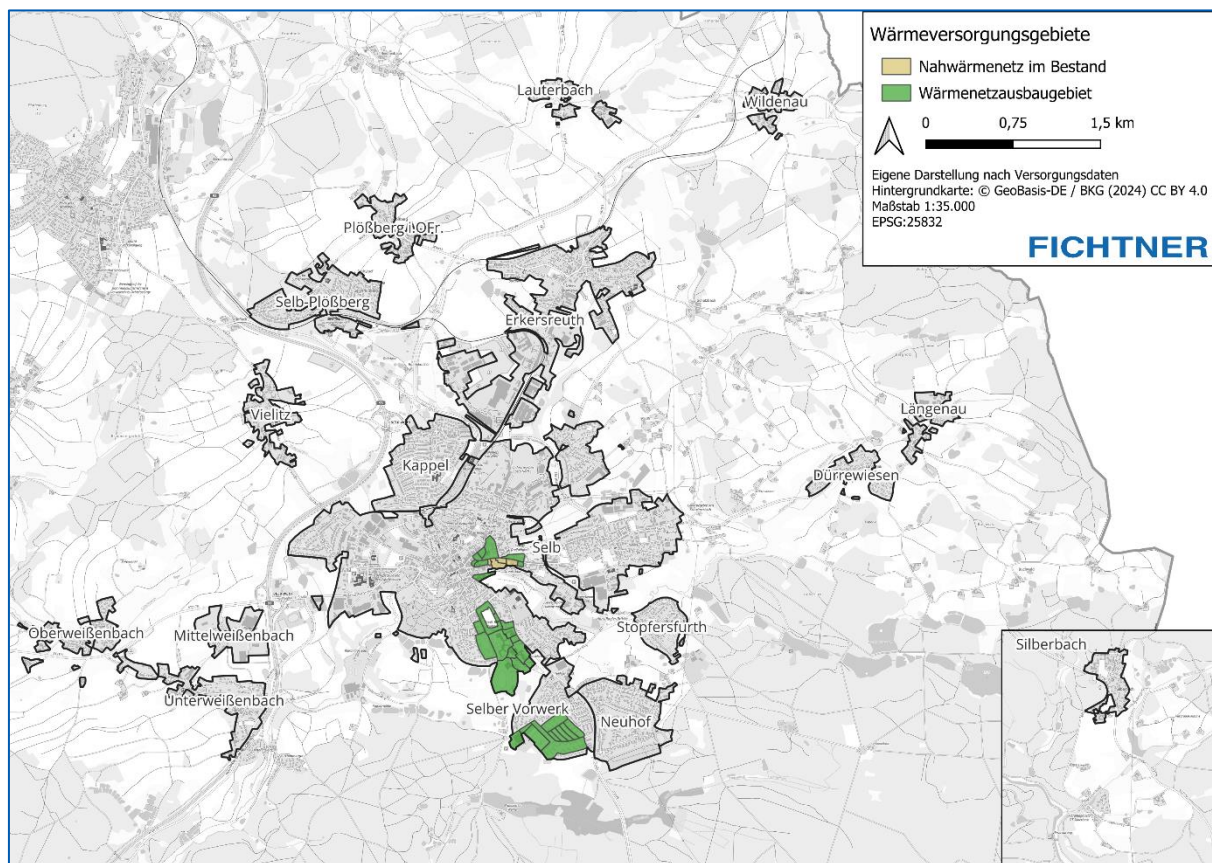 Wärmeversorgungsgebiete
Nahwärmenetz im Bestand
Wärmenetzausbaugebiet
0 0,75 1,5 km
Eigene Darstellung nach Versorgungsdaten
Hintergrundkarte: © GeoBasis-DE / BKG (2024) CC BY 4.0
Maßstab 1:35.000
EPSG:25832
FICHTNER
Lauterbach
Wildenau
Plößberg i.OFr.
Selb-Plößberg
Erkersreuth
Vielitz
Längenau
Kappel
Dürrewiesen
Selb
Stopfersfurth
Oberweißenbach
Mittelweißenbach
Unterweißenbach
Selber Vorwerk
Neuhof
Silberbach